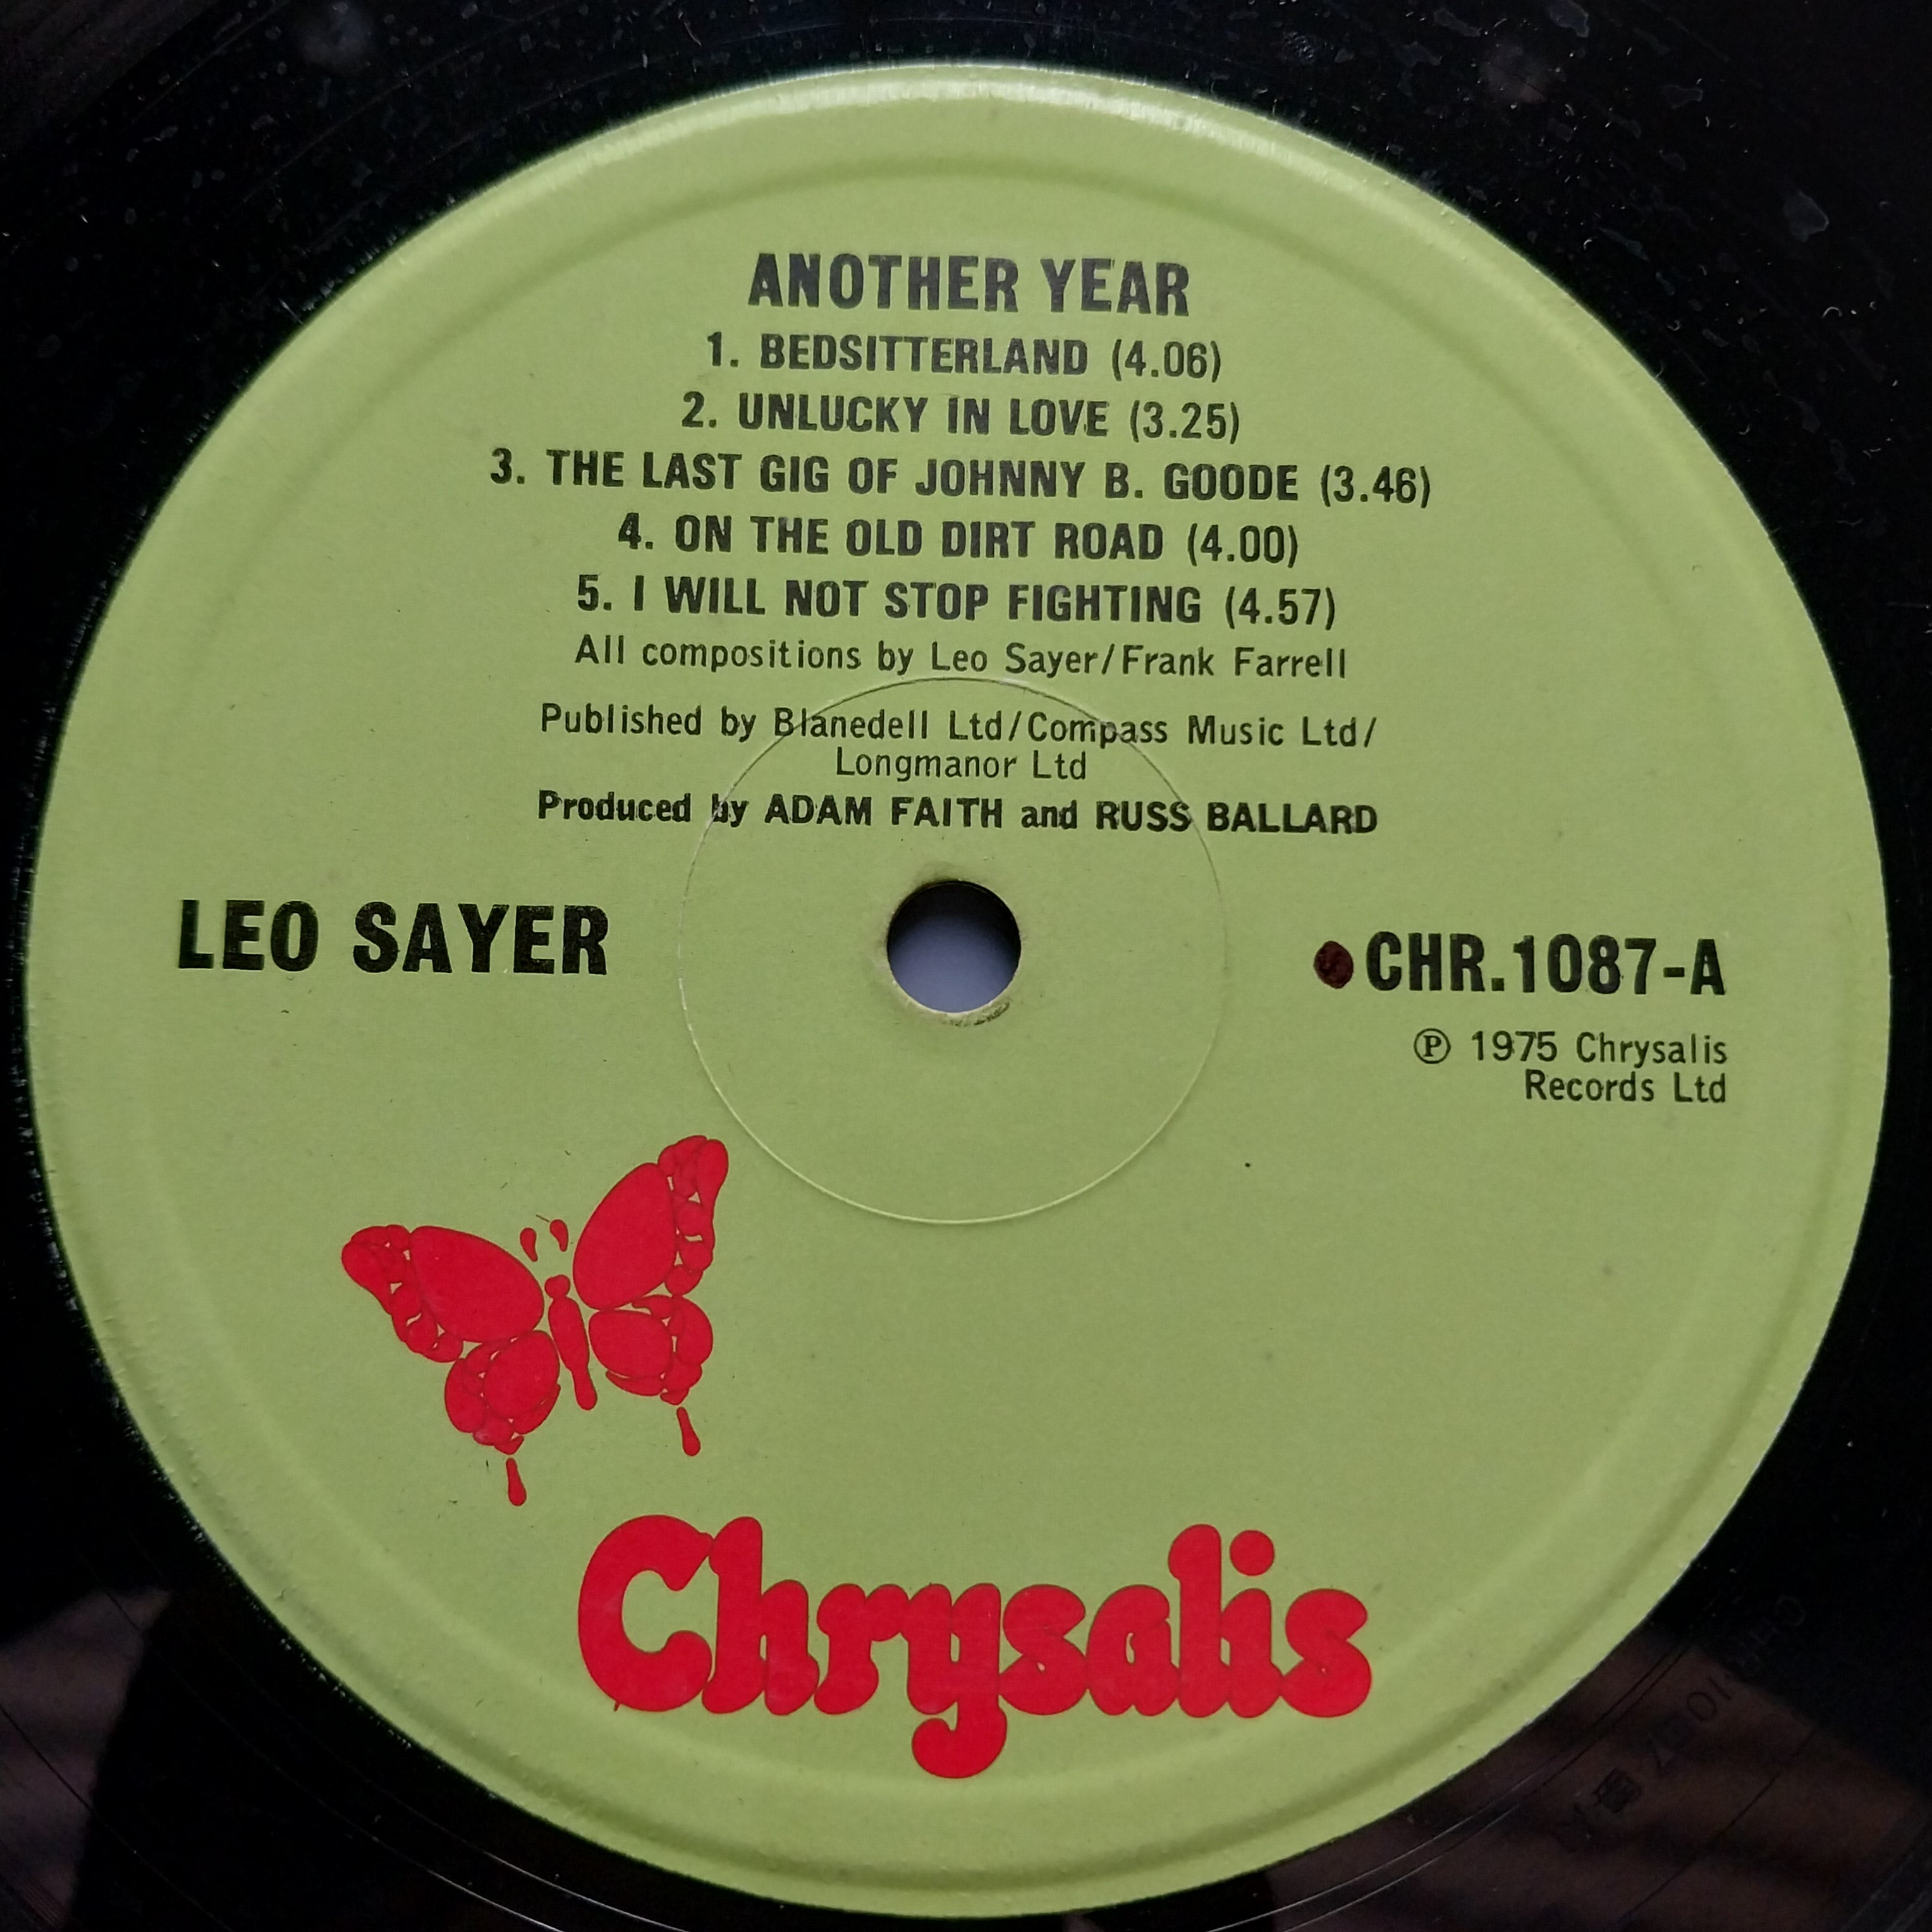 ANOTHER YEAR
1. BEDSITTERLAND (4.06)
2. UNLUCKY IN LOVE (3.25)
3. THE LAST GIG OF JOHNNY B. GOODE (3.46)
4. ON THE OLD DIRT ROAD (4.00)
5. I WILL NOT STOP FIGHTING (4.57)
All compositions by Leo Sayer/Frank Farrell
Published by Blanedell Ltd/Compass Music Ltd/
Longmanor Ltd
Produced by ADAM FAITH and RUSS BALLARD
LEO SAYER
CHR.1087-A
℗ 1975 Chrysalis
Records Ltd
Chrysalis